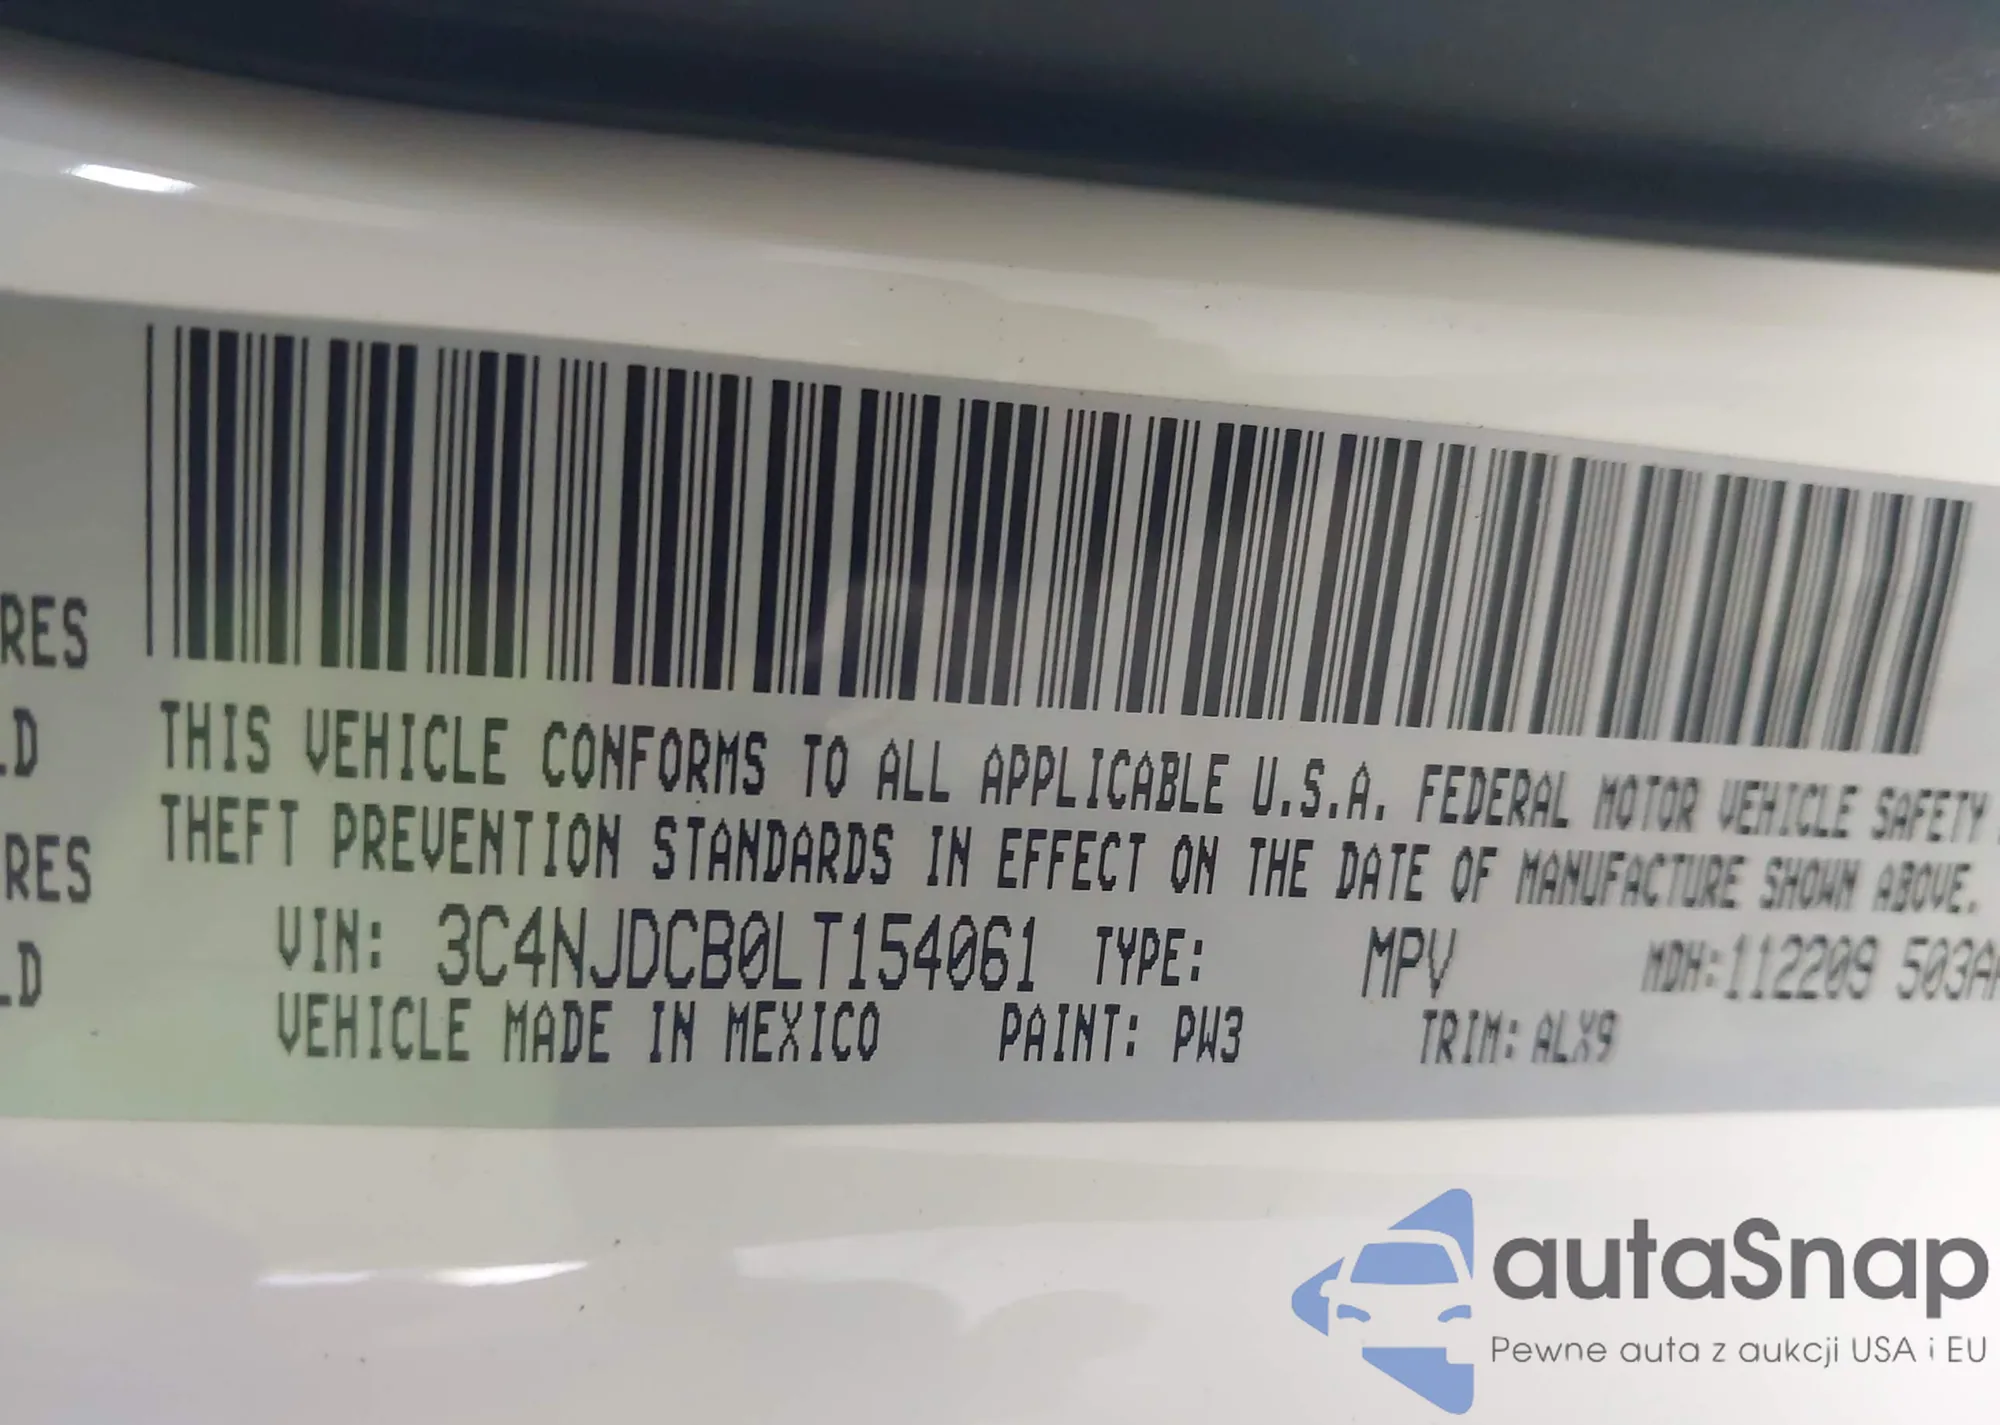 RES
LD
RES
LD
THIS VEHICLE CONFORMS TO ALL APPLICABLE U.S.A. FEDERAL MOTOR VEHICLE SAFETY
THEFT PREVENTION STANDARDS IN EFFECT ON THE DATE OF MANUFACTURE SHOWN ABOVE.
VIN: 3C4NJDCB0LT154061 TYPE: MPV MDH:112209 503A
VEHICLE MADE IN MEXICO PAINT: PW3 TRIM: ALX9
autaSnap
Pewne auta z aukcji USA i EU